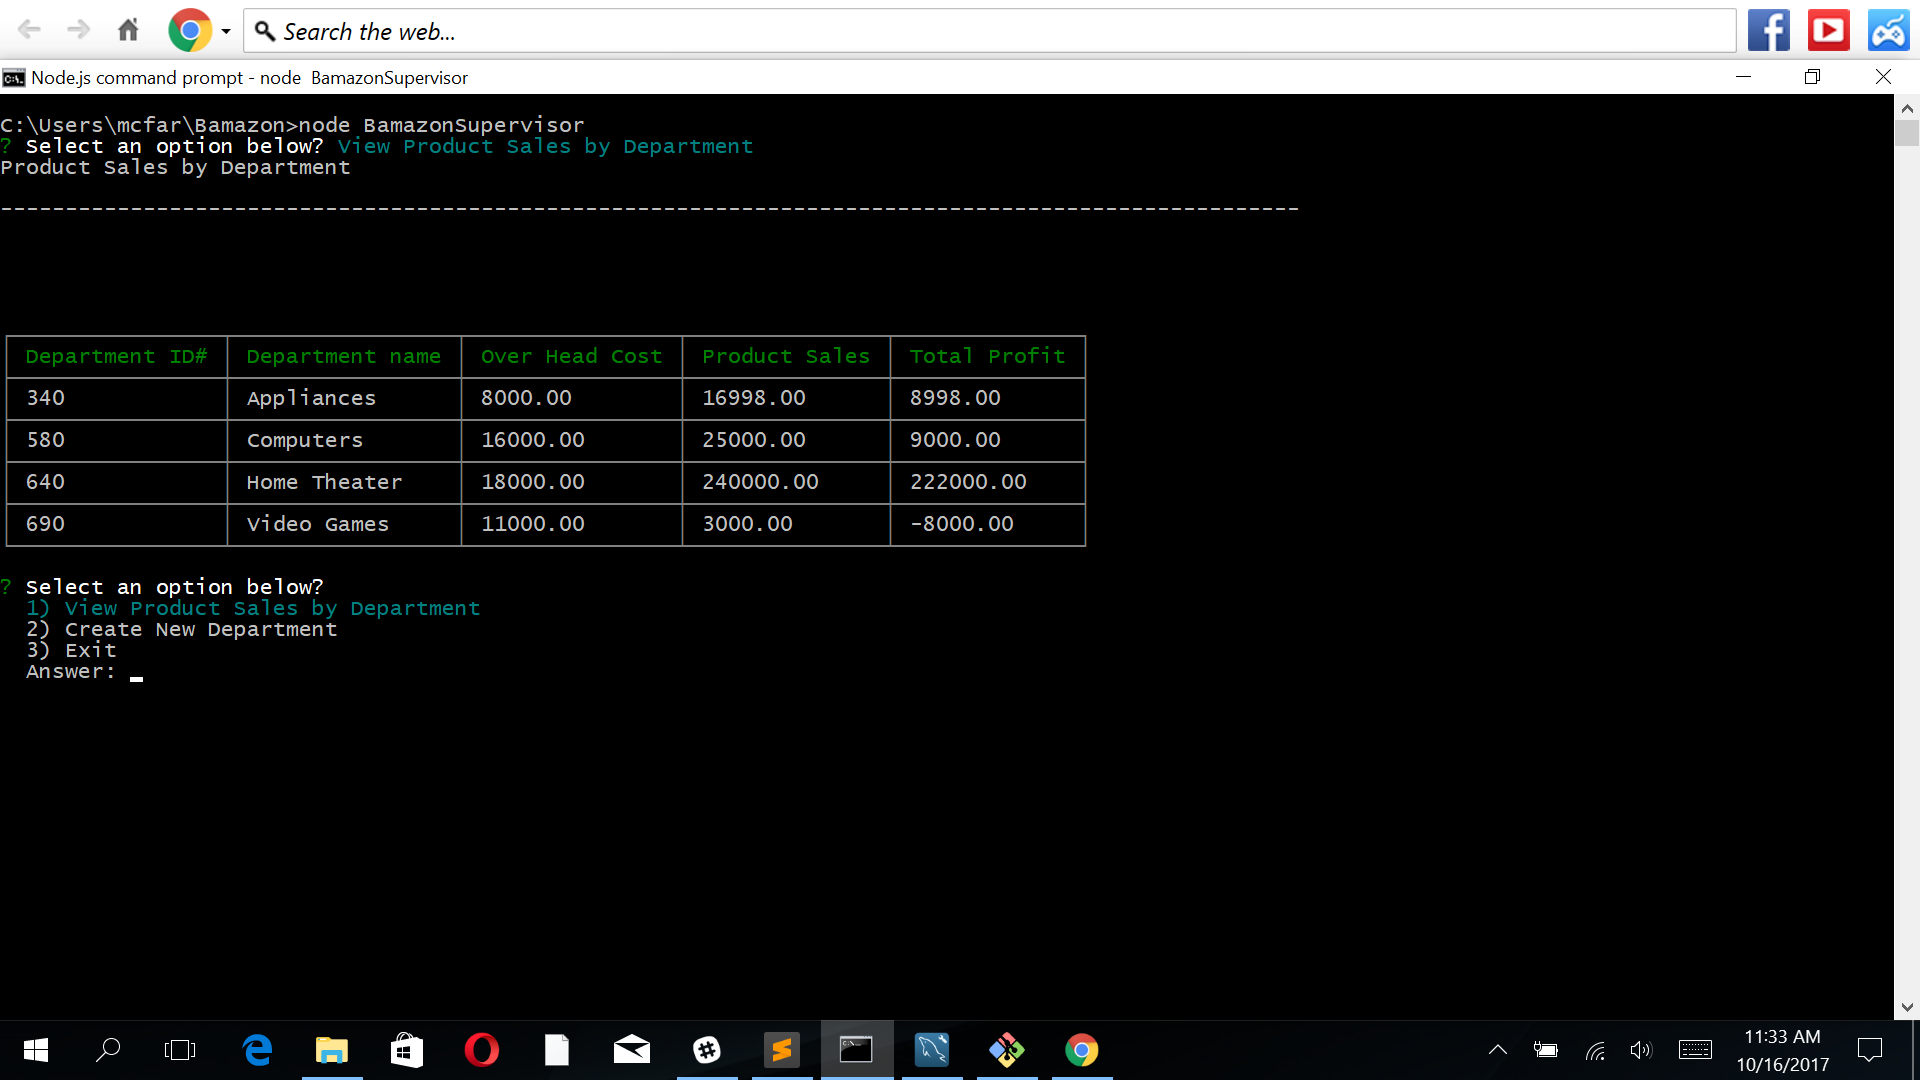 Search the web...
Node.js command prompt - node  BamazonSupervisor
C:\Users\mcfar\Bamazon>node BamazonSupervisor
? Select an option below? View Product Sales by Department
Product Sales by Department
----------------------------------------------------------------------------------------------------
Department ID# Department name Over Head Cost Product Sales Total Profit
340 Appliances 8000.00 16998.00 8998.00
580 Computers 16000.00 25000.00 9000.00
640 Home Theater 18000.00 240000.00 222000.00
690 Video Games 11000.00 3000.00 -8000.00
? Select an option below?
1) View Product Sales by Department
2) Create New Department
3) Exit
Answer:
11:33 AM
10/16/2017